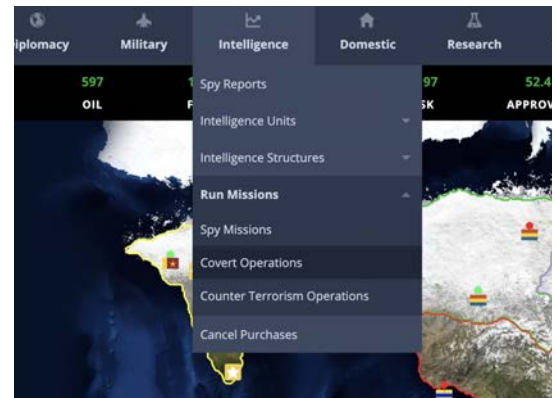 iplomacy Military Intelligence Domestic Research
597 1 97 52.4
OIL F SK APPROV
Spy Reports
Intelligence Units
Intelligence Structures
Run Missions
Spy Missions
Covert Operations
Counter Terrorism Operations
Cancel Purchases